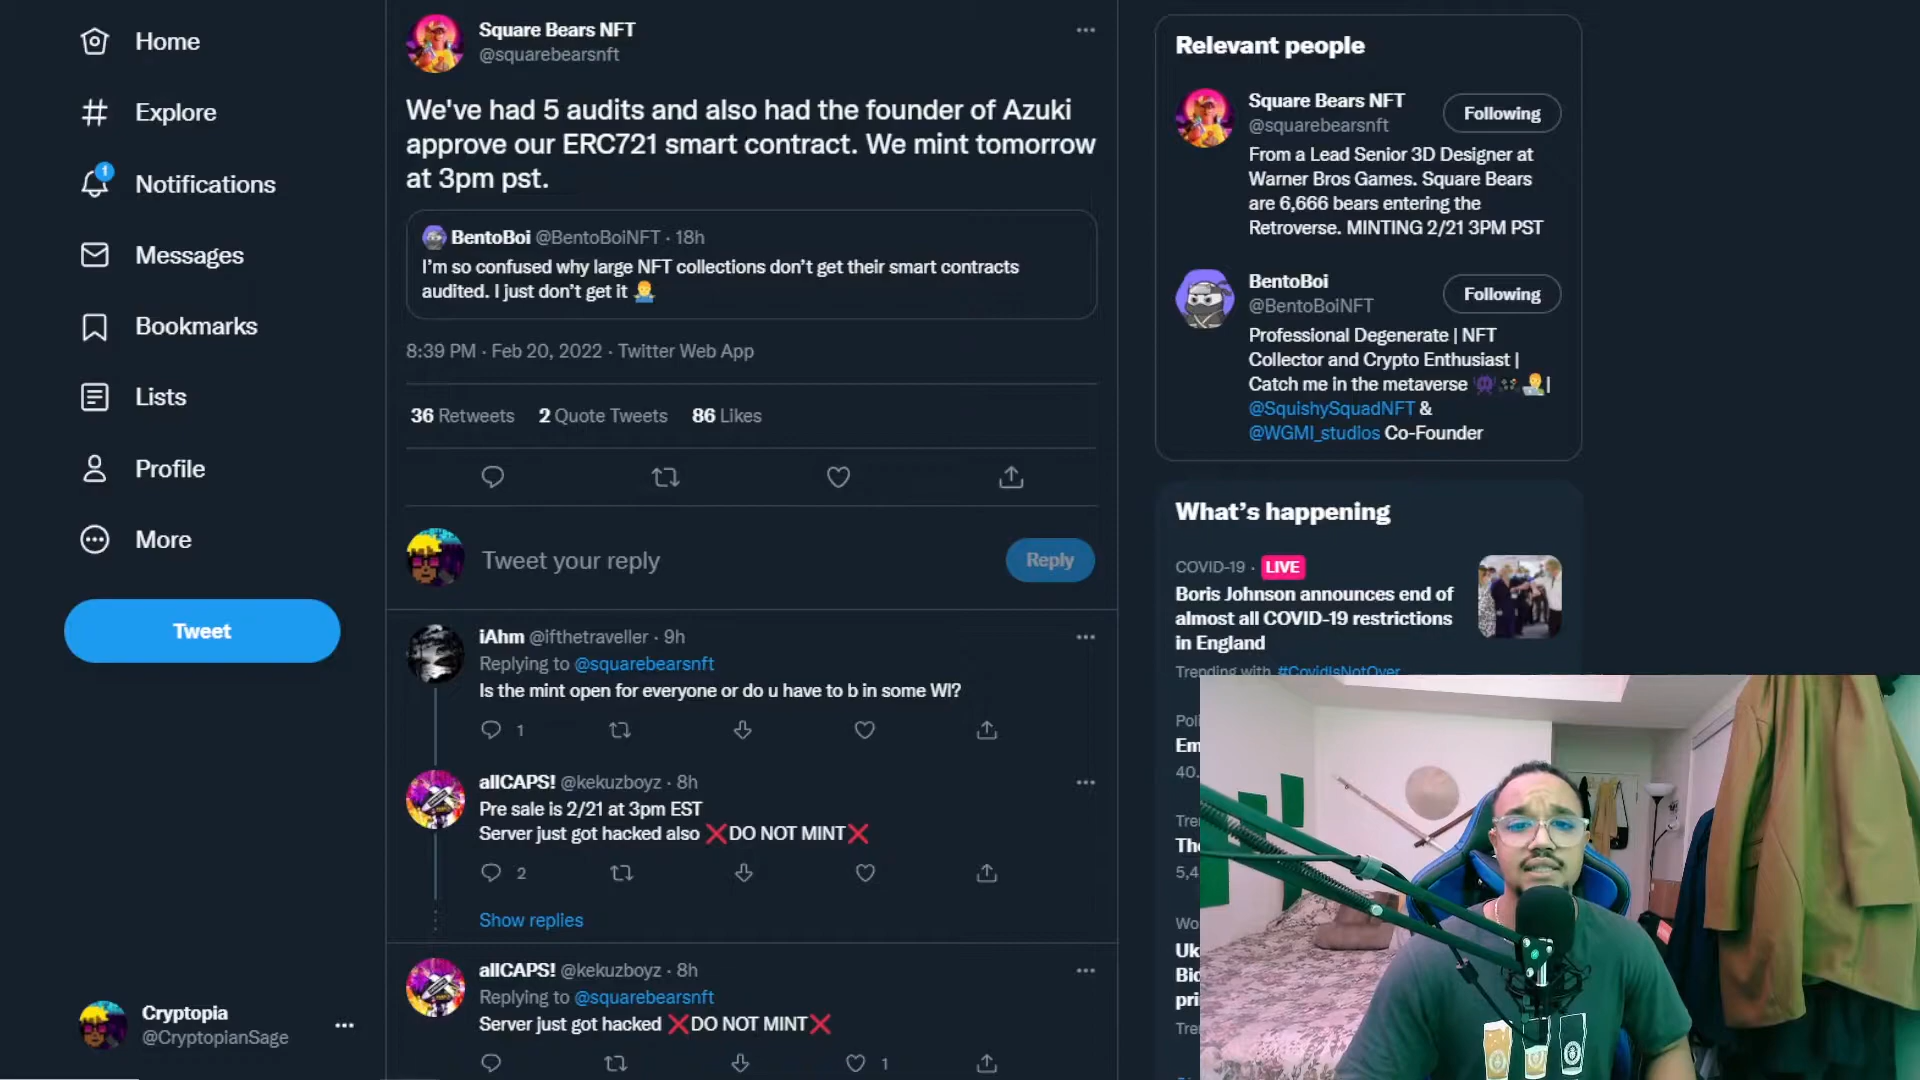 Home
Explore
1
Notifications
Messages
Bookmarks
Lists
Profile
More
Tweet
Cryptopia
@CryptopianSage
Square Bears NFT
@squarebearsnft
We've had 5 audits and also had the founder of Azuki
approve our ERC721 smart contract. We mint tomorrow
at 3pm pst.
BentoBoi @BentoBoiNFT · 18h
I'm so confused why large NFT collections don't get their smart contracts
audited. I just don't get it 🤷‍♂️
8:39 PM · Feb 20, 2022 · Twitter Web App
36 Retweets 2 Quote Tweets 86 Likes
Tweet your reply
Reply
iAhm @ifthetraveller · 9h
Replying to @squarebearsnft
Is the mint open for everyone or do u have to b in some Wl?
1
allCAPS! @kekuzboyz · 8h
Pre sale is 2/21 at 3pm EST
Server just got hacked also ❌DO NOT MINT❌
2
Show replies
allCAPS! @kekuzboyz · 8h
Replying to @squarebearsnft
Server just got hacked ❌DO NOT MINT❌
1
Relevant people
Square Bears NFT
@squarebearsnft
Following
From a Lead Senior 3D Designer at
Warner Bros Games. Square Bears
are 6,666 bears entering the
Retroverse. MINTING 2/21 3PM PST
BentoBoi
@BentoBoiNFT
Following
Professional Degenerate | NFT
Collector and Crypto Enthusiast |
Catch me in the metaverse |
@SquishySquadNFT &
@WGMI_studios Co-Founder
What's happening
COVID-19 · LIVE
Boris Johnson announces end of
almost all COVID-19 restrictions
in England
Trending with #CovidIsNotOver